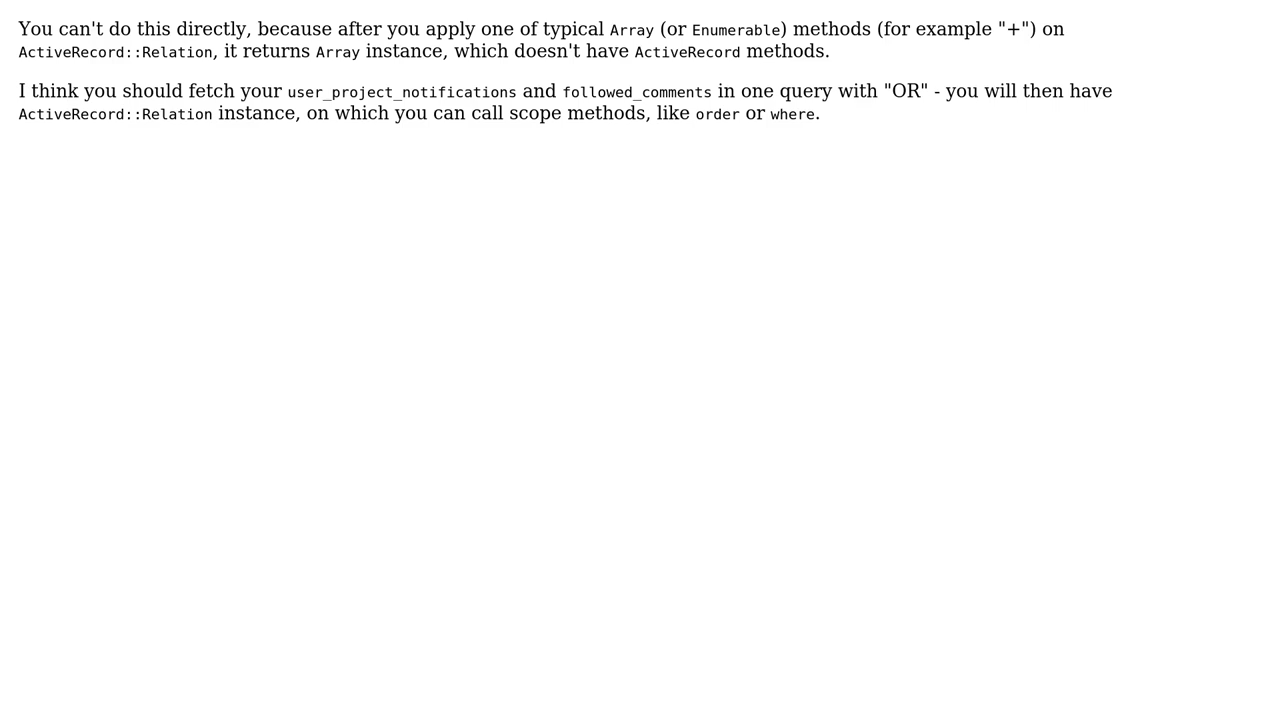 You can't do this directly, because after you apply one of typical Array (or Enumerable) methods (for example "+") on
ActiveRecord::Relation, it returns Array instance, which doesn't have ActiveRecord methods.
I think you should fetch your user_project_notifications and followed_comments in one query with "OR" - you will then have
ActiveRecord::Relation instance, on which you can call scope methods, like order or where.